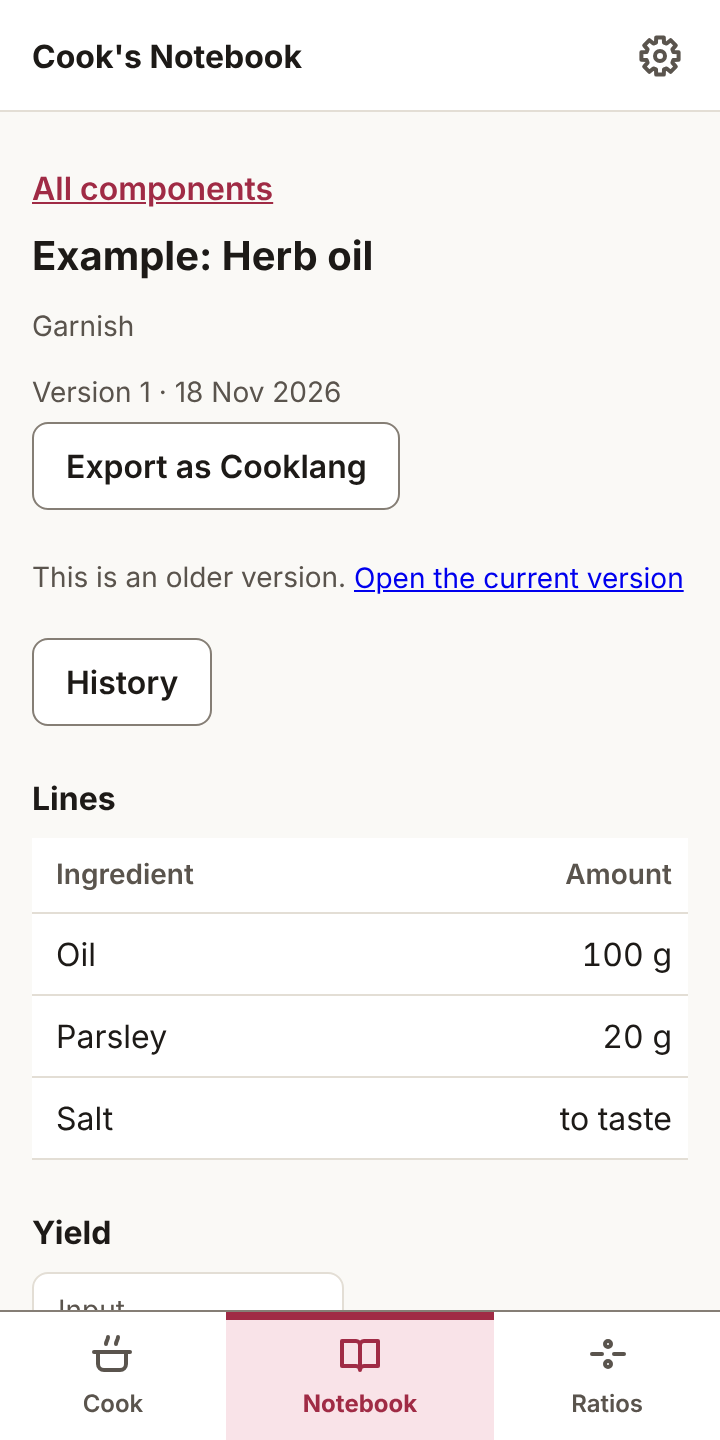 Cook's Notebook
All components
Example: Herb oil
Garnish
Version 1 · 18 Nov 2026
Export as Cooklang
This is an older version. Open the current version
History
Lines
Ingredient Amount
Oil 100 g
Parsley 20 g
Salt to taste
Yield
Input
Cook Notebook Ratios